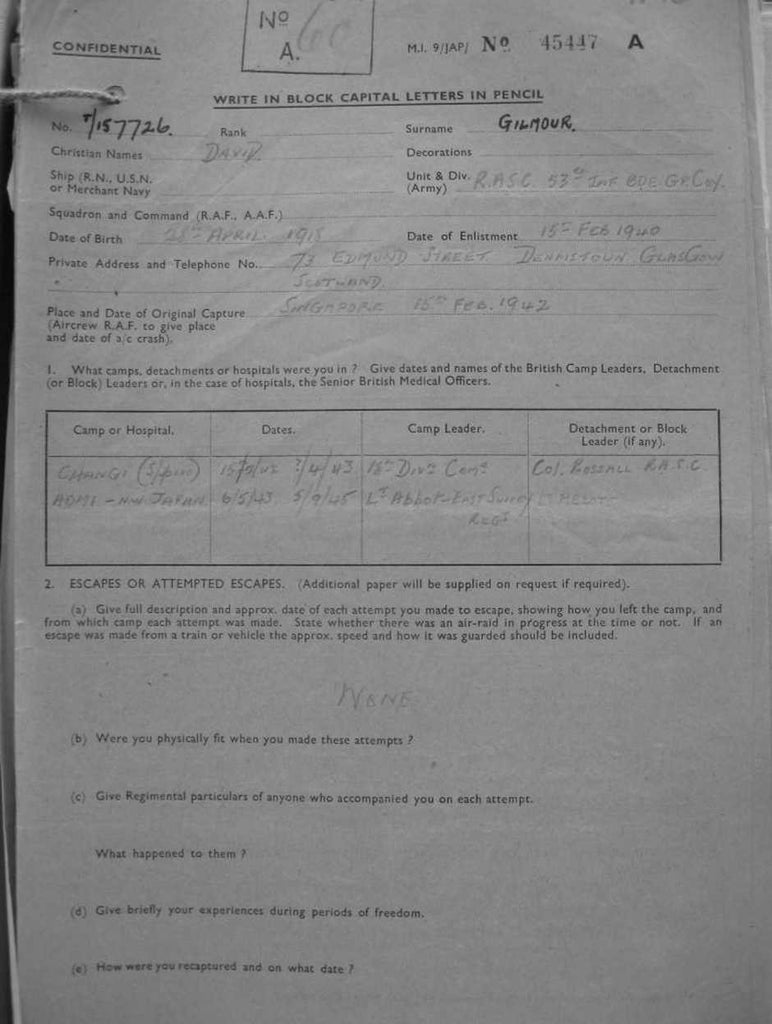 CONFIDENTIAL
No A.
M.I. 9/JAP/ No 45447 A
WRITE IN BLOCK CAPITAL LETTERS IN PENCIL
No. T/157726. Rank Surname GILMOUR.
Christian Names DAVID. Decorations
Ship (R.N., U.S.N. or Merchant Navy Unit & Div. (Army) R.A.S.C. 53rd INF BDE GP. COY.
Squadron and Command (R.A.F., A.A.F.)
Date of Birth 28th APRIL 1918 Date of Enlistment 15th FEB 1940
Private Address and Telephone No. 73 EDMUND STREET DENNISTOUN GLASGOW
SCOTLAND.
Place and Date of Original Capture SINGAPORE 15th FEB. 1942
(Aircrew R.A.F. to give place
and date of a/c crash).
1. What camps, detachments or hospitals were you in ? Give dates and names of the British Camp Leaders, Detachment
(or Block) Leaders or, in the case of hospitals, the Senior British Medical Officers.
Camp or Hospital. Dates. Camp Leader. Detachment or Block
Leader (if any).
CHANGI (S/pore) /4/43 18th Divn Comd Col. ROSSALL R.A.S.C.
AOMI - NW JAPAN 6/5/43 5/9/45 LT Abbot East Surrey
REGT
2. ESCAPES OR ATTEMPTED ESCAPES. (Additional paper will be supplied on request if required).
(a) Give full description and approx. date of each attempt you made to escape, showing how you left the camp, and
from which camp each attempt was made. State whether there was an air-raid in progress at the time or not. If an
escape was made from a train or vehicle the approx. speed and how it was guarded should be included.
NONE
(b) Were you physically fit when you made these attempts ?
(c) Give Regimental particulars of anyone who accompanied you on each attempt.
What happened to them ?
(d) Give briefly your experiences during periods of freedom.
(e) How were you recaptured and on what date ?